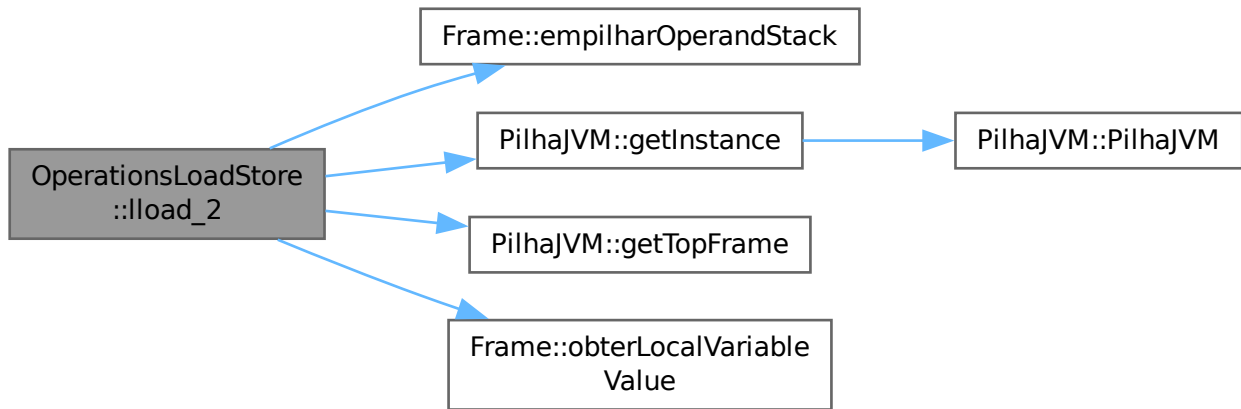 Frame::empilharOperandStack
OperationsLoadStore
::lload_2
PilhaJVM::getInstance
PilhaJVM::PilhaJVM
PilhaJVM::getTopFrame
Frame::obterLocalVariable
Value